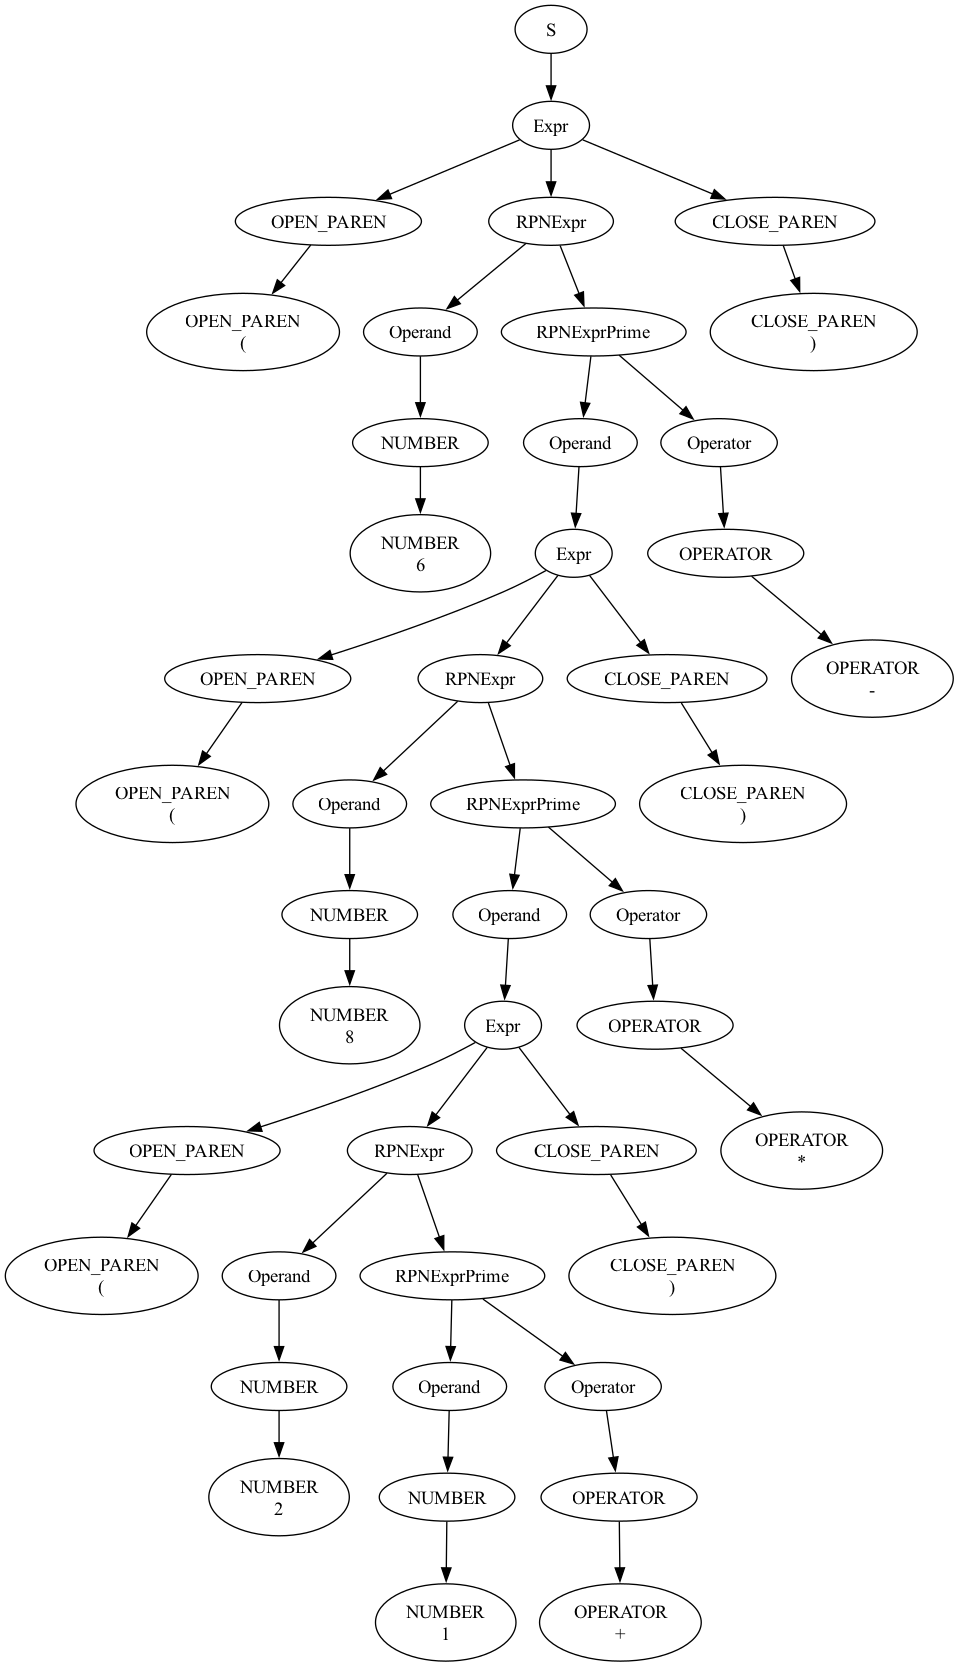 S
Expr
OPEN_PAREN
RPNExpr
CLOSE_PAREN
OPEN_PAREN
(
Operand
RPNExprPrime
CLOSE_PAREN
)
NUMBER
Operand
Operator
NUMBER
6
Expr
OPERATOR
OPEN_PAREN
RPNExpr
CLOSE_PAREN
OPERATOR
-
OPEN_PAREN
(
Operand
RPNExprPrime
CLOSE_PAREN
)
NUMBER
Operand
Operator
NUMBER
8
Expr
OPERATOR
OPEN_PAREN
RPNExpr
CLOSE_PAREN
OPERATOR
*
OPEN_PAREN
(
Operand
RPNExprPrime
CLOSE_PAREN
)
NUMBER
Operand
Operator
NUMBER
2
NUMBER
OPERATOR
NUMBER
1
OPERATOR
+